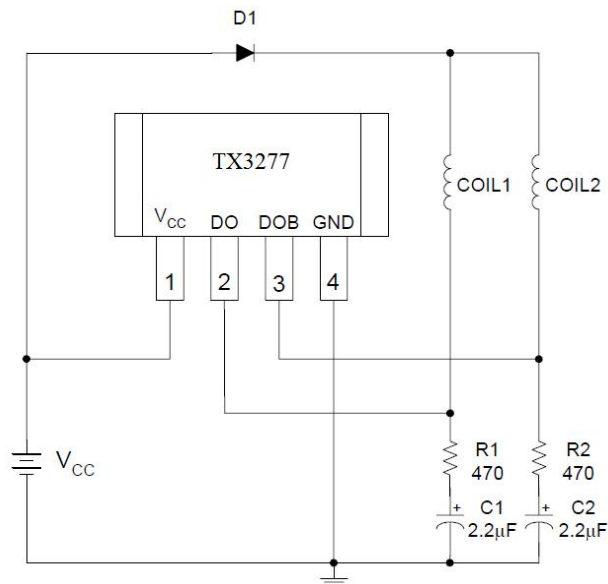 D1
TX3277
VCC DO DOB GND
1 2 3 4
COIL1 COIL2
VCC
R1 R2
470 470
+ C1 + C2
2.2µF 2.2µF